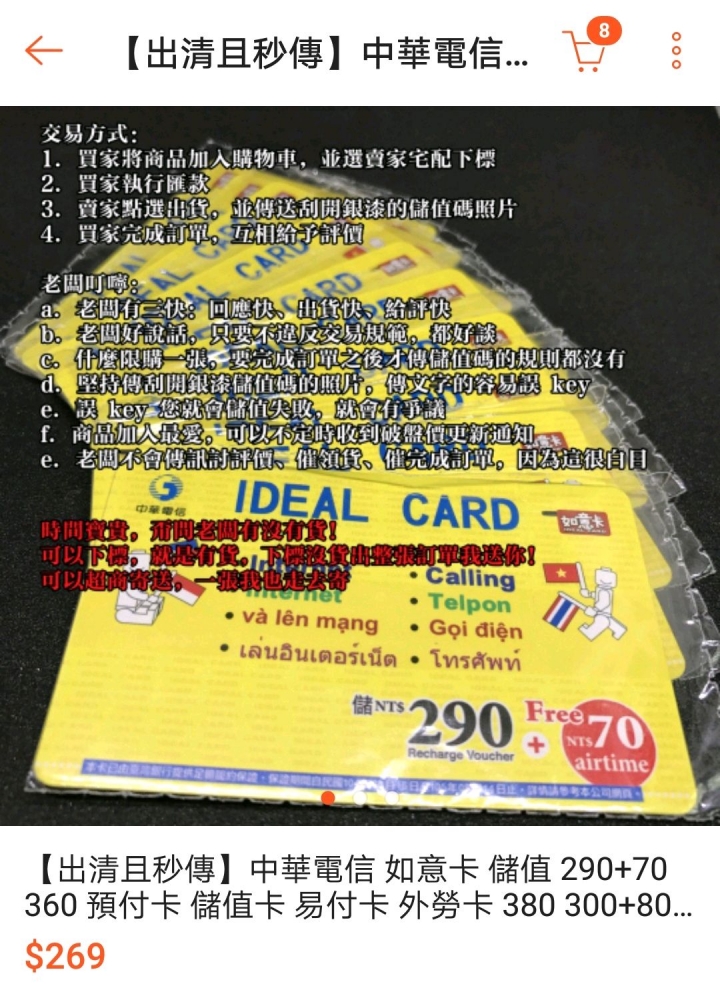 【出清且秒傳】中華電信...
8
交易方式:
1. 買家將商品加入購物車, 並選賣家宅配下標
2. 買家執行匯款
3. 賣家點選出貨, 並傳送刮開銀漆的儲值碼照片
4. 買家完成訂單, 互相給予評價
老闆叮嚀:
a. 老闆有三快: 回應快、出貨快、給評快
b. 老闆好說話, 只要不違反交易規範, 都好談
c. 什麼限購一張, 要完成訂單之後才傳儲值碼的規則都沒有
d. 堅持傳刮開銀漆儲值碼的照片, 傳文字的容易誤 key
e. 誤 key 您就會儲值失敗, 就會有爭議
f. 商品加入最愛, 可以不定時收到破盤價更新通知
e. 老闆不會傳訊討評價、催領貨、催完成訂單, 因為這很白目
中華電信
IDEAL CARD
如意卡
時間寶貴, 甭問老闆有沒有貨!
可以下標, 就是有貨, 下標沒貨出整張訂單我送你!
可以超商寄送, 一張我也走去寄
Internet
• Calling
Internet
• Telpon
• và lên mạng
• Gọi điện
• เล่นอินเตอร์เน็ต
• โทรศัพท์
儲NT$290
Recharge Voucher
+
Free NT$70 airtime
【出清且秒傳】中華電信 如意卡 儲值 290+70
360 預付卡 儲值卡 易付卡 外勞卡 380 300+80...
$269